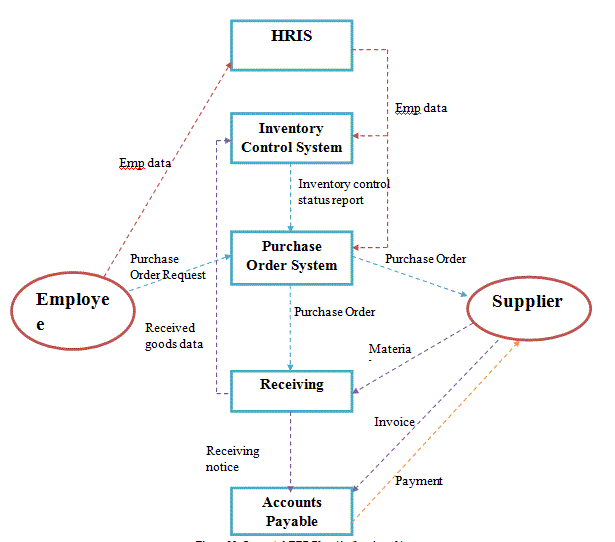 HRIS
Emp data
Inventory
Control System
Emp data
Inventory control
status report
Purchase
Order Request
Purchase
Order System
Purchase Order
Employe
e
Supplier
Received
goods data
Purchase Order
Materia
Receiving
Invoice
Receiving
notice
Payment
Accounts
Payable